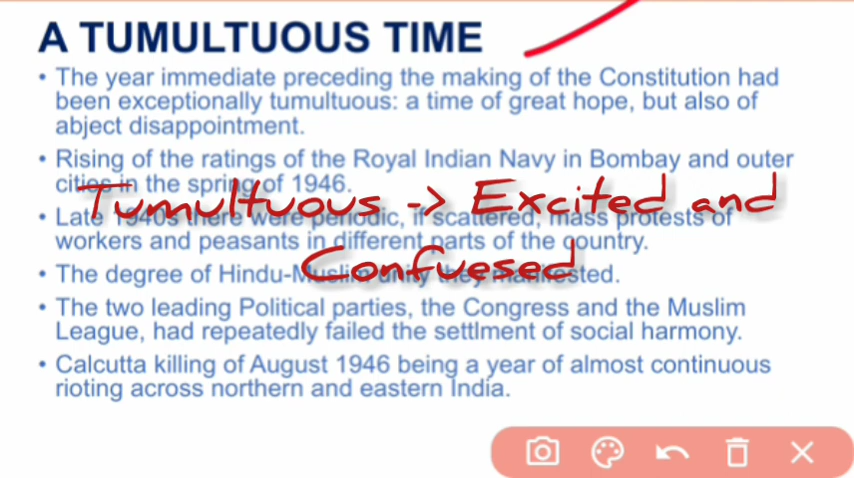 A TUMULTUOUS TIME
• The year immediate preceding the making of the Constitution had
been exceptionally tumultuous: a time of great hope, but also of
abject disappointment.
• Rising of the ratings of the Royal Indian Navy in Bombay and outer
cities in the spring of 1946.
Tumultuous -> Excited and
• Late 1940s there were periodic, if scattered, mass protests of
workers and peasants in different parts of the country.
Confuesed
• The degree of Hindu-Muslim unity they manifested.
• The two leading Political parties, the Congress and the Muslim
League, had repeatedly failed the settlment of social harmony.
• Calcutta killing of August 1946 being a year of almost continuous
rioting across northern and eastern India.